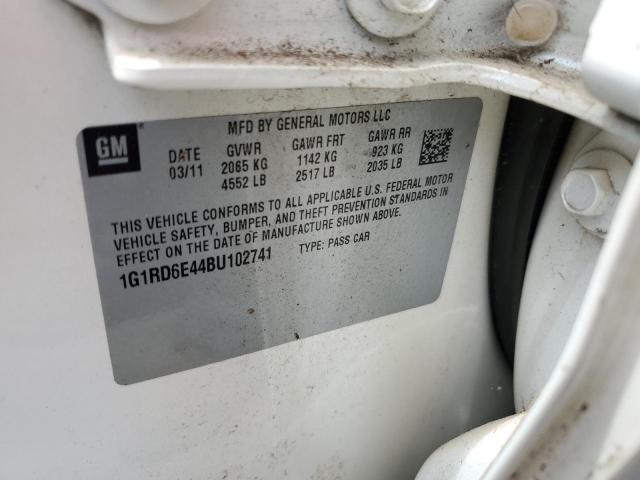 MFD BY GENERAL MOTORS LLC
GM
DATE GVWR GAWR FRT GAWR RR
03/11 2065 KG 1142 KG 923 KG
4552 LB 2517 LB 2035 LB
THIS VEHICLE CONFORMS TO ALL APPLICABLE U.S. FEDERAL MOTOR
VEHICLE SAFETY, BUMPER, AND THEFT PREVENTION STANDARDS IN
EFFECT ON THE DATE OF MANUFACTURE SHOWN ABOVE.
1G1RD6E44BU102741 TYPE: PASS CAR